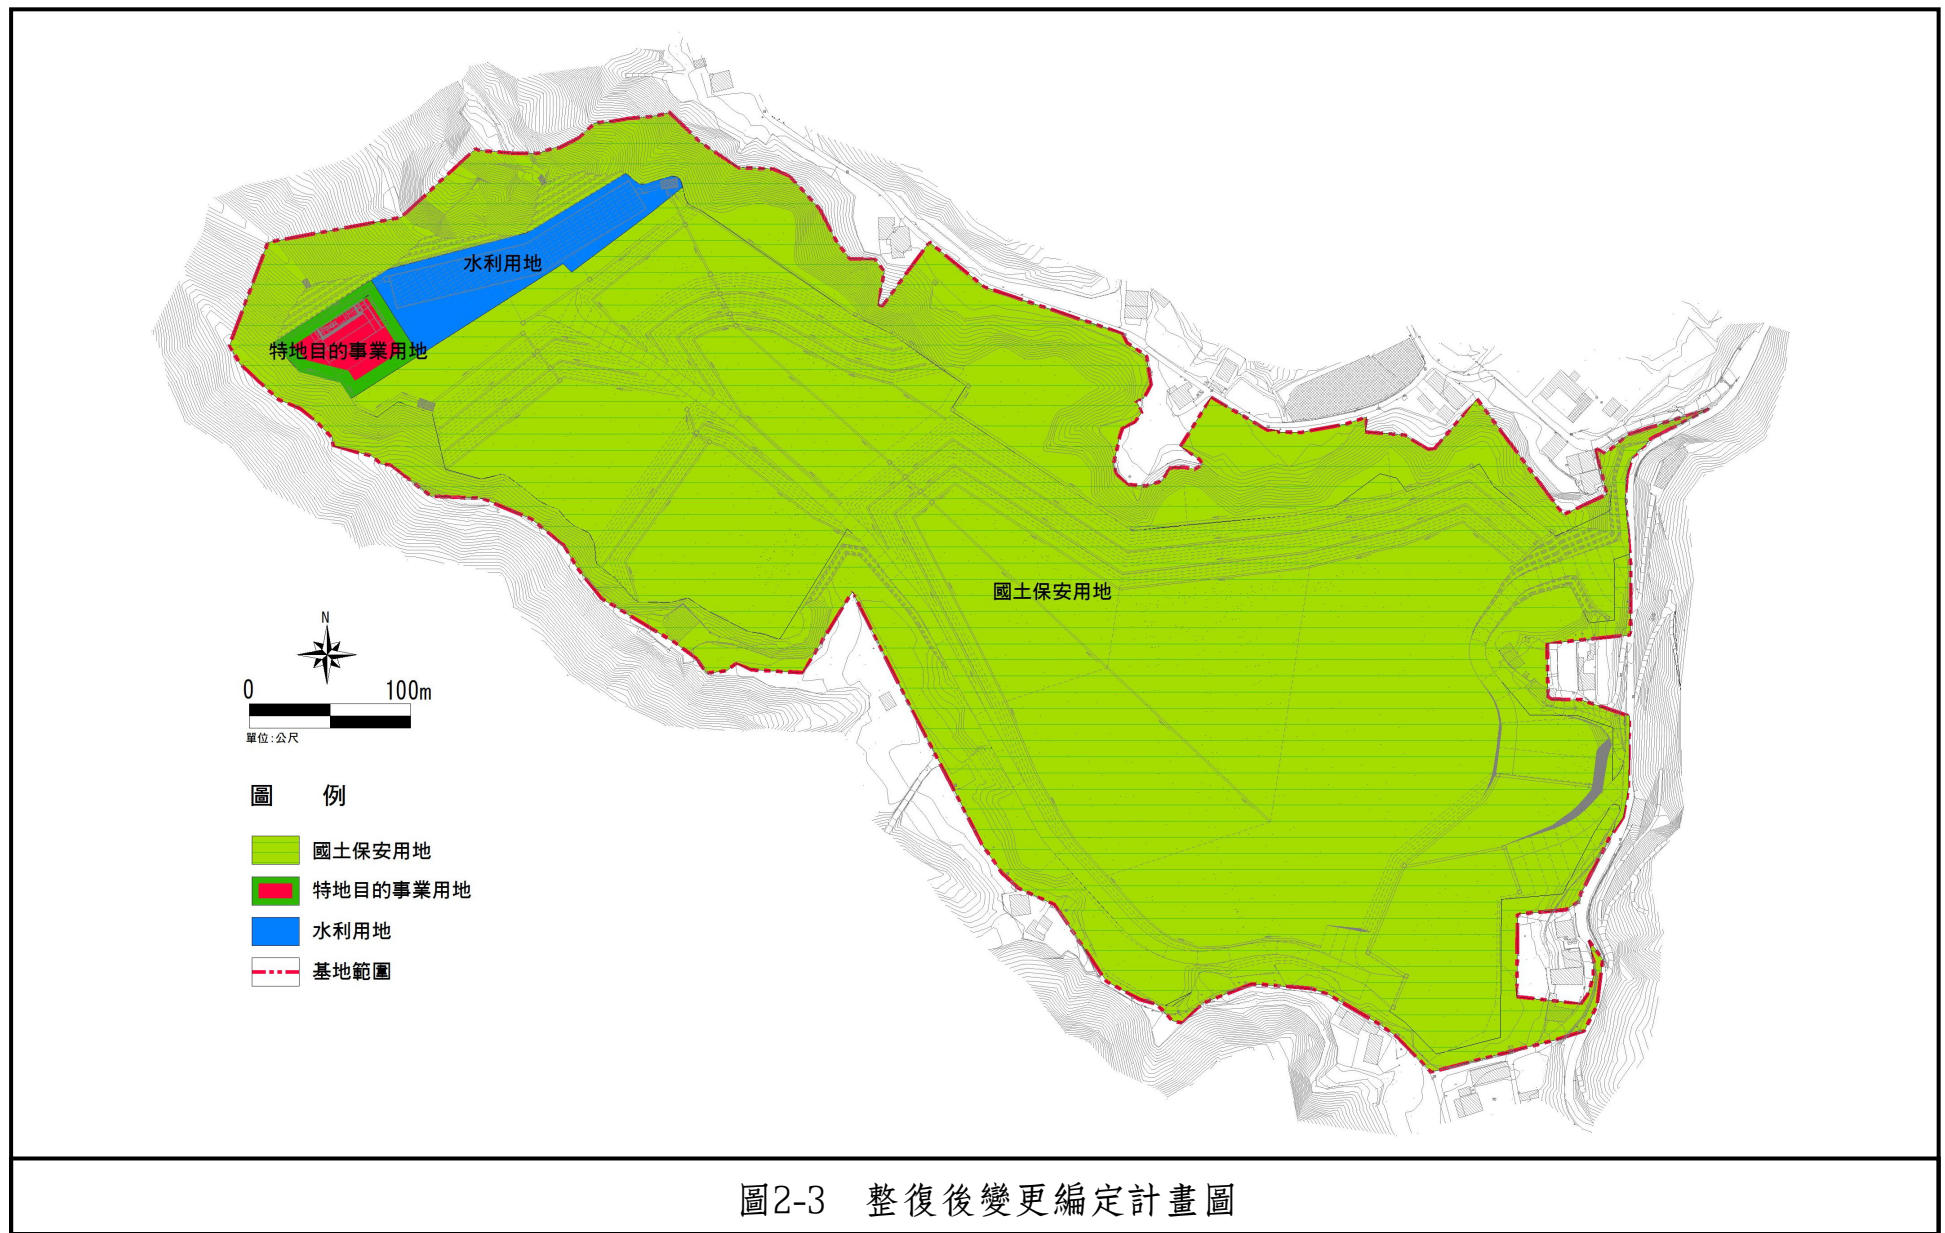 水利用地
特地目的事業用地
國土保安用地
N
0 100m
單位:公尺
圖 例
國土保安用地
特地目的事業用地
水利用地
基地範圍
圖2-3 整復後變更編定計畫圖